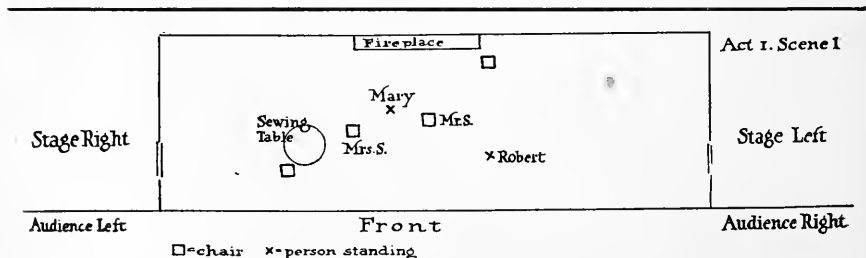 Fireplace
Act 1. Scene 1
Mary
Sewing
Table
Mr.S.
Stage Right
Mrs.S.
Robert
Stage Left
Audience Left
Front
Audience Right
□=chair x=person standing